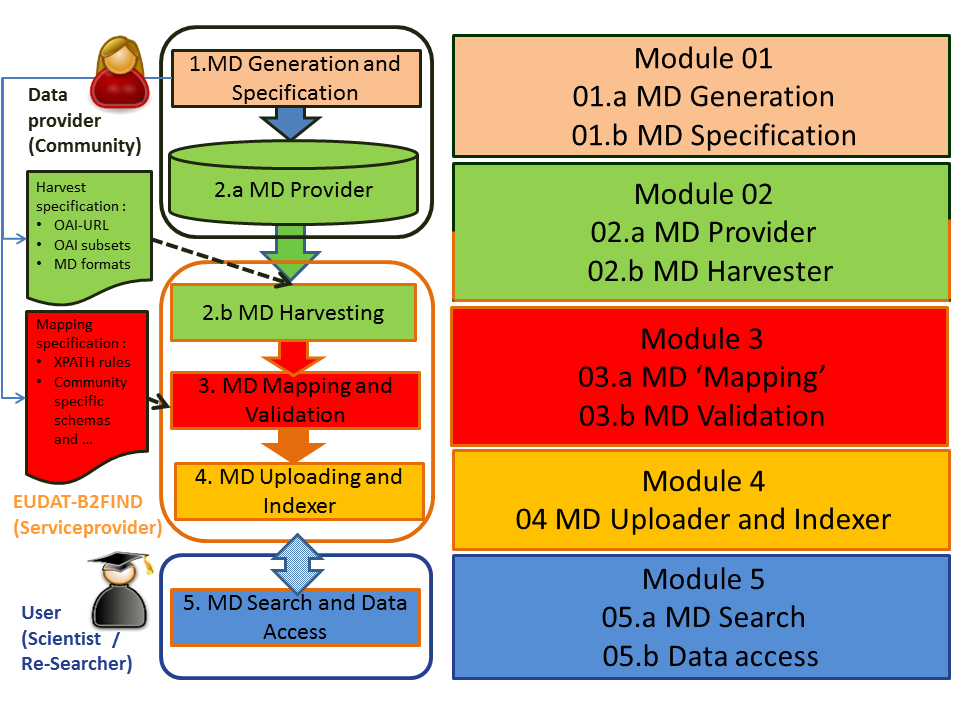 1.MD Generation and
Specification
Data
provider
(Community)
2.a MD Provider
Harvest
specification :
• OAI-URL
• OAI subsets
• MD formats
2.b MD Harvesting
Mapping
specification :
• XPATH rules
• Community
specific
schemas
and ...
3. MD Mapping and
Validation
4. MD Uploading and
Indexer
EUDAT-B2FIND
(Serviceprovider)
5. MD Search and Data
Access
User
(Scientist /
Re-Searcher)
Module 01
01.a MD Generation
01.b MD Specification
Module 02
02.a MD Provider
02.b MD Harvester
Module 3
03.a MD ‘Mapping’
03.b MD Validation
Module 4
04 MD Uploader and Indexer
Module 5
05.a MD Search
05.b Data access